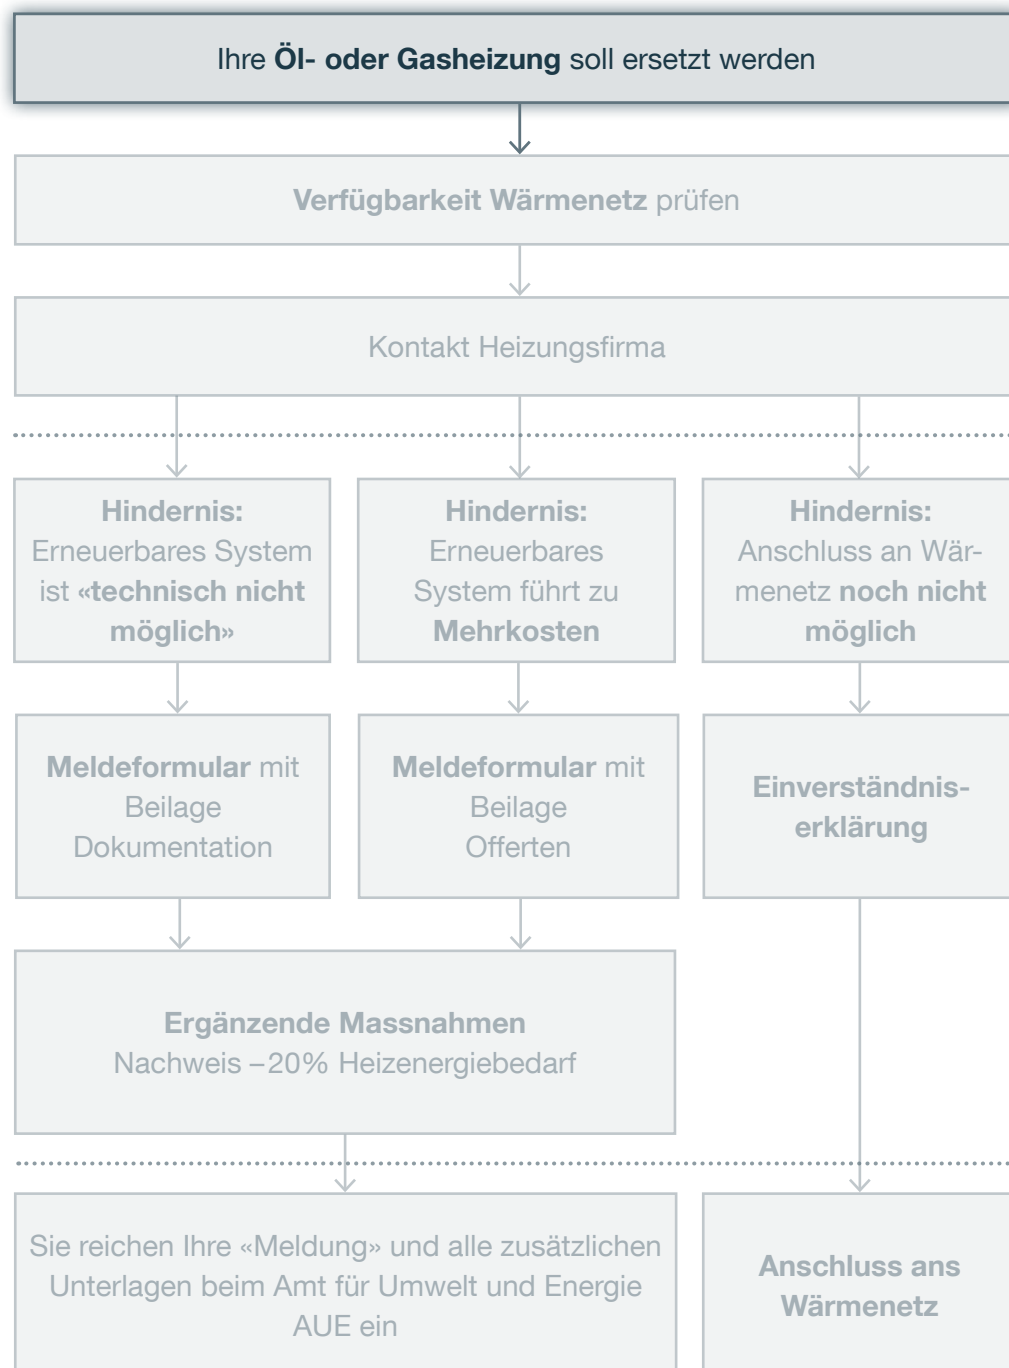 Ihre Öl- oder Gasheizung soll ersetzt werden
Verfügbarkeit Wärmenetz prüfen
Kontakt Heizungsfirma
Hindernis:
Erneuerbares System
ist «technisch nicht
möglich»
Hindernis:
Erneuerbares
System führt zu
Mehrkosten
Hindernis:
Anschluss an Wär-
menetz noch nicht
möglich
Meldeformular mit
Beilage
Dokumentation
Meldeformular mit
Beilage
Offerten
Einverständnis-
erklärung
Ergänzende Massnahmen
Nachweis –20% Heizenergiebedarf
Sie reichen Ihre «Meldung» und alle zusätzlichen
Unterlagen beim Amt für Umwelt und Energie
AUE ein
Anschluss ans
Wärmenetz